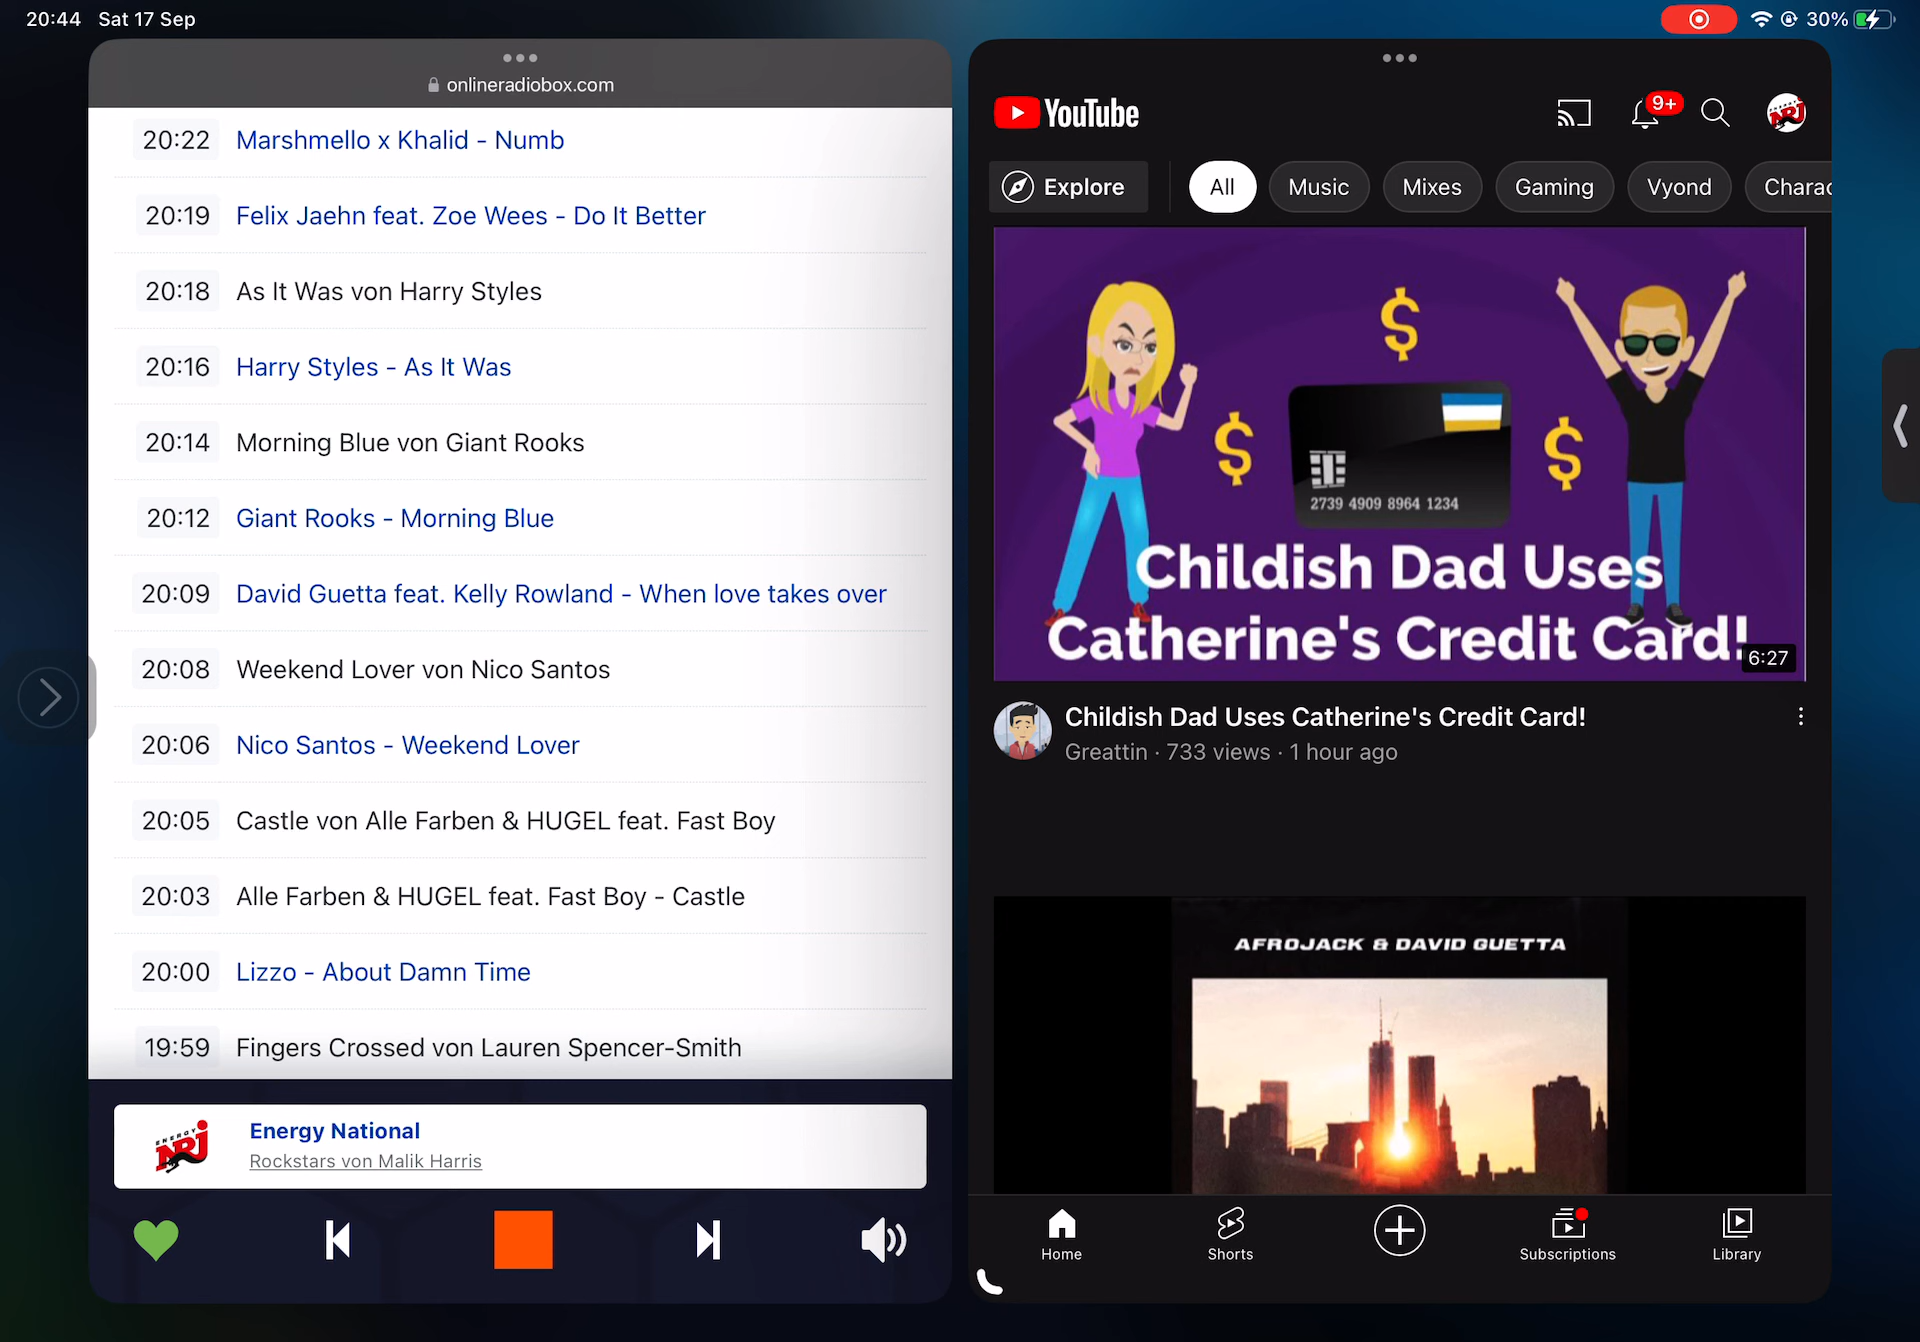 20:44 Sat 17 Sep
30%
onlineradiobox.com
20:22 Marshmello x Khalid - Numb
20:19 Felix Jaehn feat. Zoe Wees - Do It Better
20:18 As It Was von Harry Styles
20:16 Harry Styles - As It Was
20:14 Morning Blue von Giant Rooks
20:12 Giant Rooks - Morning Blue
20:09 David Guetta feat. Kelly Rowland - When love takes over
20:08 Weekend Lover von Nico Santos
20:06 Nico Santos - Weekend Lover
20:05 Castle von Alle Farben & HUGEL feat. Fast Boy
20:03 Alle Farben & HUGEL feat. Fast Boy - Castle
20:00 Lizzo - About Damn Time
19:59 Fingers Crossed von Lauren Spencer-Smith
ENERGY
NRJ
Energy National
Rockstars von Malik Harris
YouTube
9+
NRJ
Explore
All
Music
Mixes
Gaming
Vyond
Charac
2739 4909 8964 1234
Childish Dad Uses
Catherine's Credit Card!
6:27
Childish Dad Uses Catherine's Credit Card!
Greattin · 733 views · 1 hour ago
AFROJACK & DAVID GUETTA
Home
Shorts
Subscriptions
Library